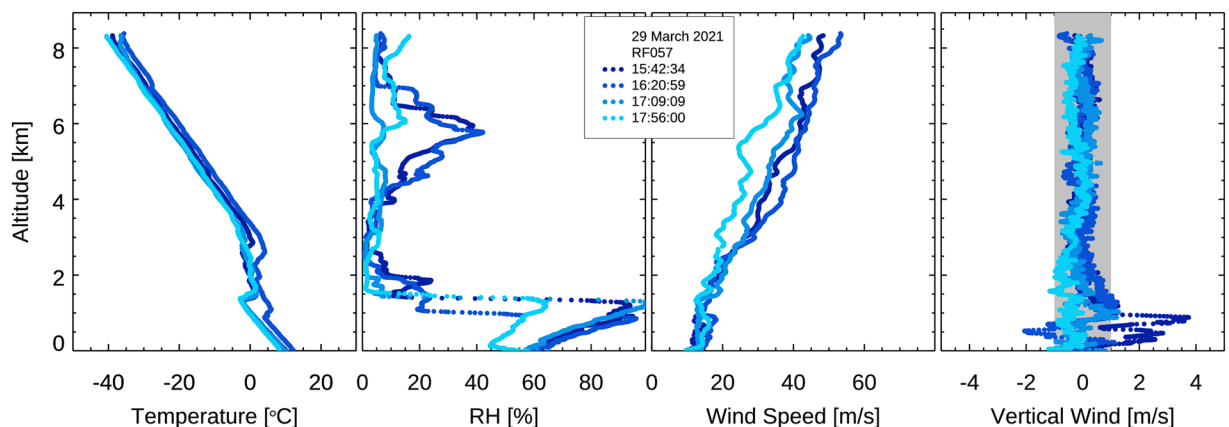 29 March 2021
RF057
15:42:34
16:20:59
17:09:09
17:56:00
Altitude [km]
8
6
4
2
0
-40 -20 0 20
0 20 40 60 80
0 20 40 60
-4 -2 0 2 4
Temperature [°C]
RH [%]
Wind Speed [m/s]
Vertical Wind [m/s]